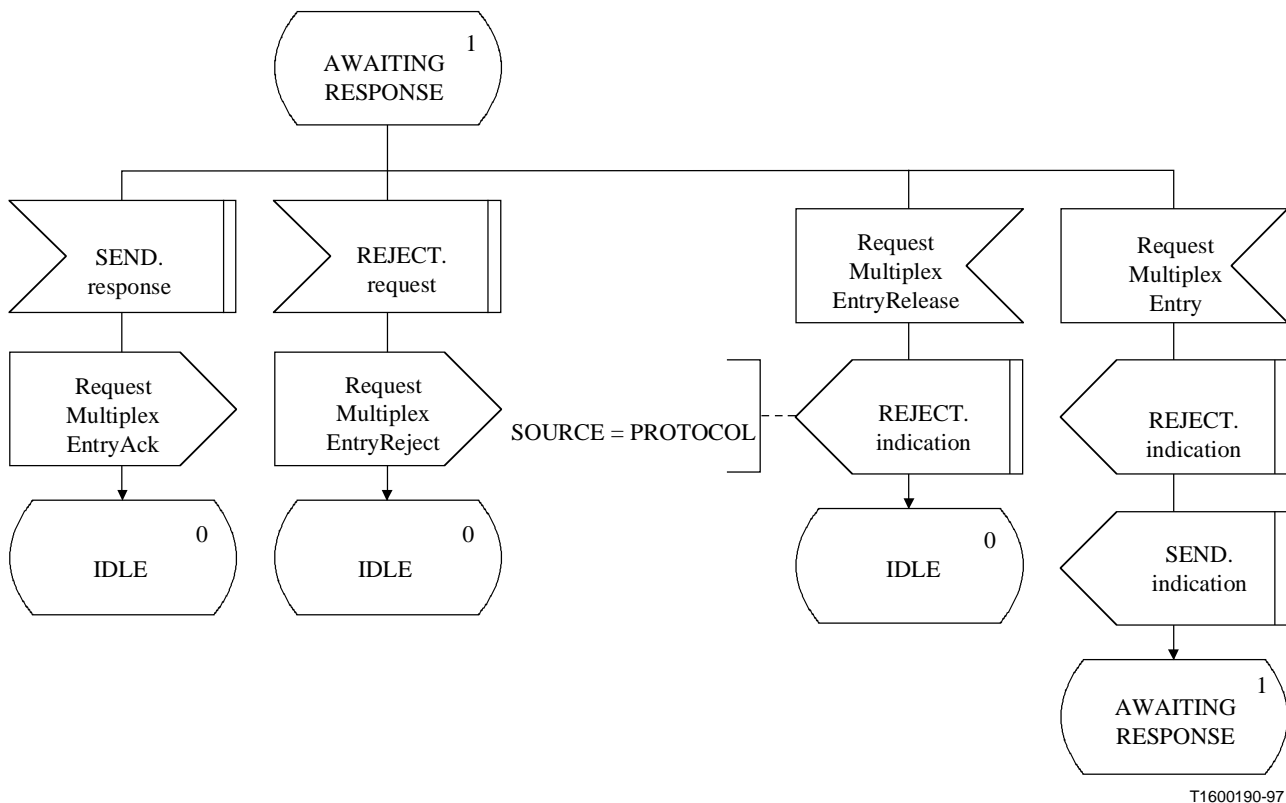 1
AWAITING
RESPONSE
SEND.
response
REJECT.
request
Request
Multiplex
EntryRelease
Request
Multiplex
Entry
Request
Multiplex
EntryAck
Request
Multiplex
EntryReject
SOURCE = PROTOCOL
REJECT.
indication
REJECT.
indication
0
IDLE
0
IDLE
0
IDLE
SEND.
indication
1
AWAITING
RESPONSE
T1600190-97